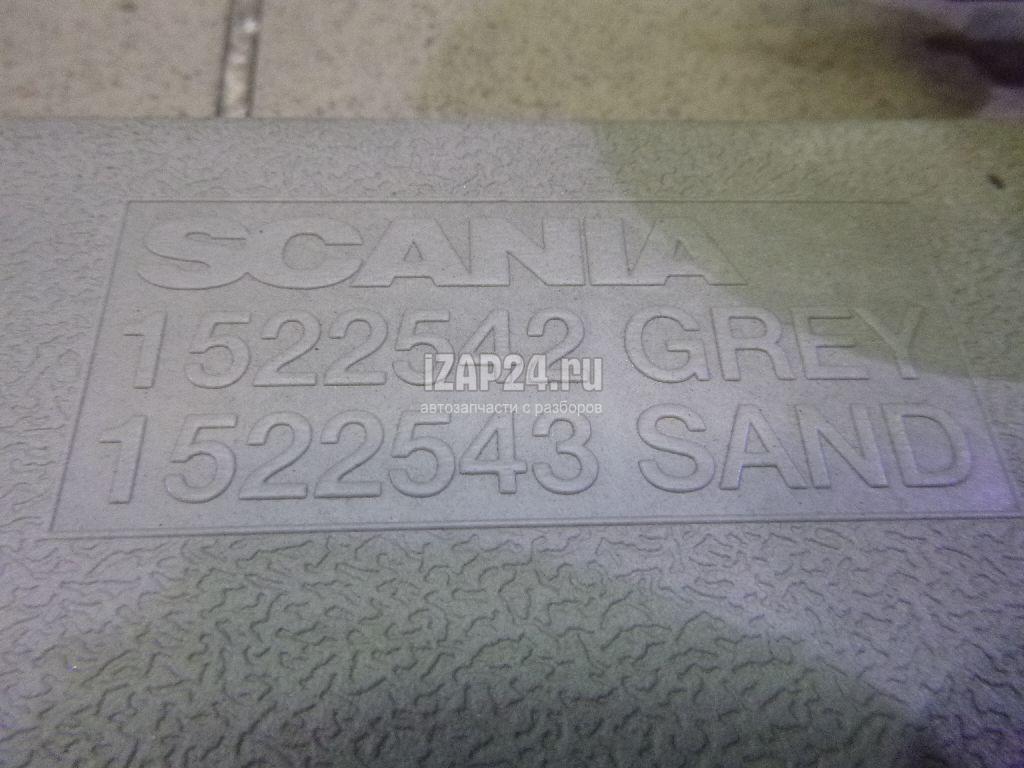 SCANIA
1522542 GREY
iZAP24.ru
автозапчасти с разборов
1522543 SAND